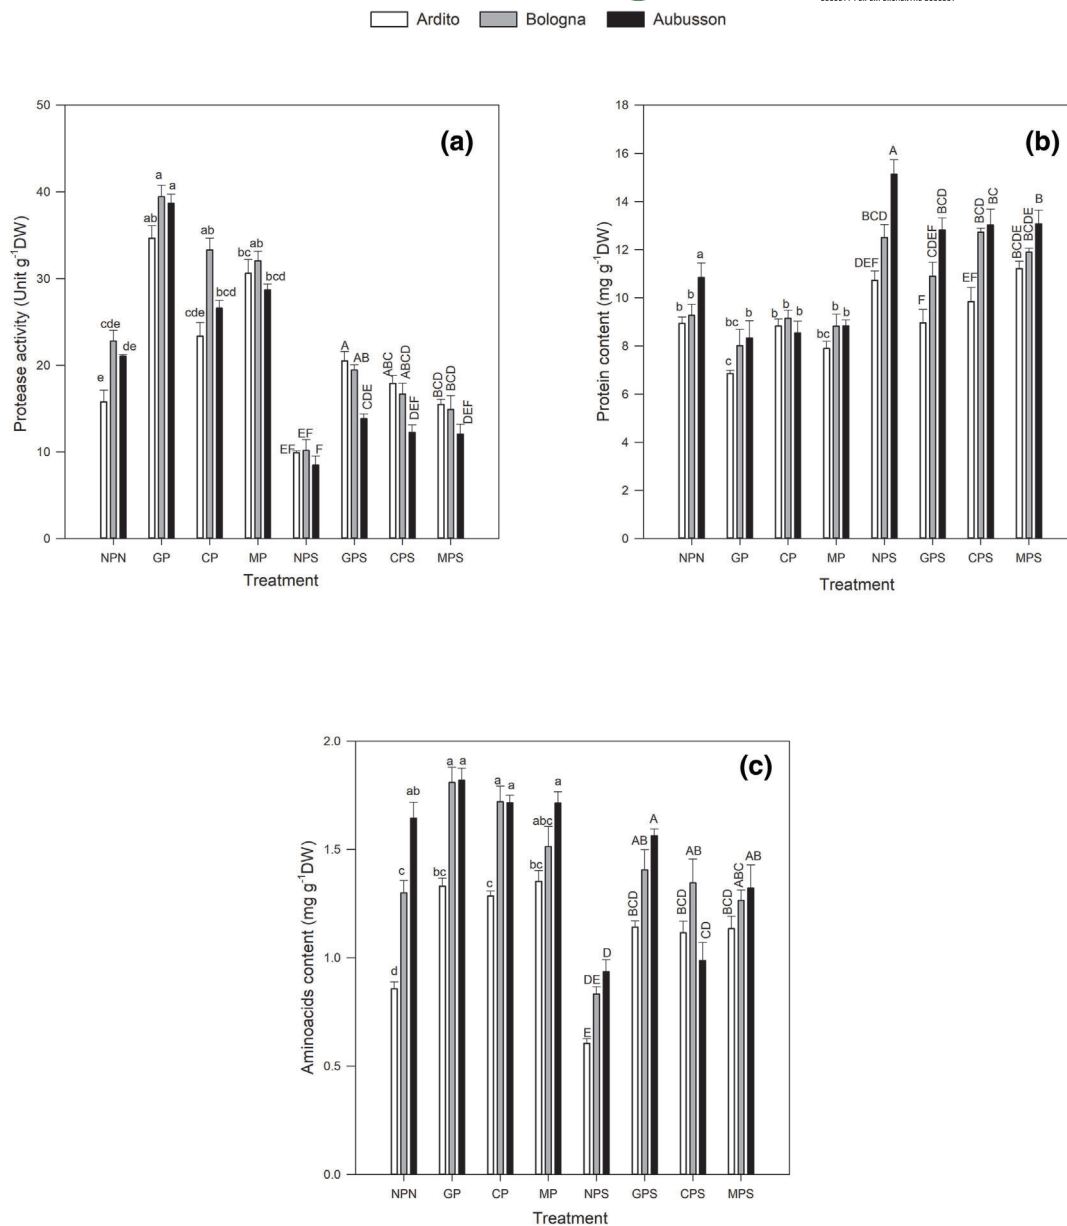 Ardito Bologna Aubusson
(a)
Protease activity (Unit g-1DW)
50
40
30
20
10
0
e cde de
ab a a
cde ab bcd
bc ab bcd
EF EF F
A AB CDE
ABC ABCD DEF
BCD BCD DEF
NPN GP CP MP NPS GPS CPS MPS
Treatment
(b)
Protein content (mg g-1DW)
18
16
14
12
10
8
6
4
2
0
b b a
c bc b
b b b
bc b b
DEF BCD A
F CDEF BCD
EF BCD BC
BCDE BCDE B
NPN GP CP MP NPS GPS CPS MPS
Treatment
(c)
Aminoacids content (mg g-1DW)
2.0
1.5
1.0
0.5
0.0
d c ab
bc a a
c a a
bc abc a
E DE D
BCD AB A
BCD AB CD
BCD ABC AB
NPN GP CP MP NPS GPS CPS MPS
Treatment